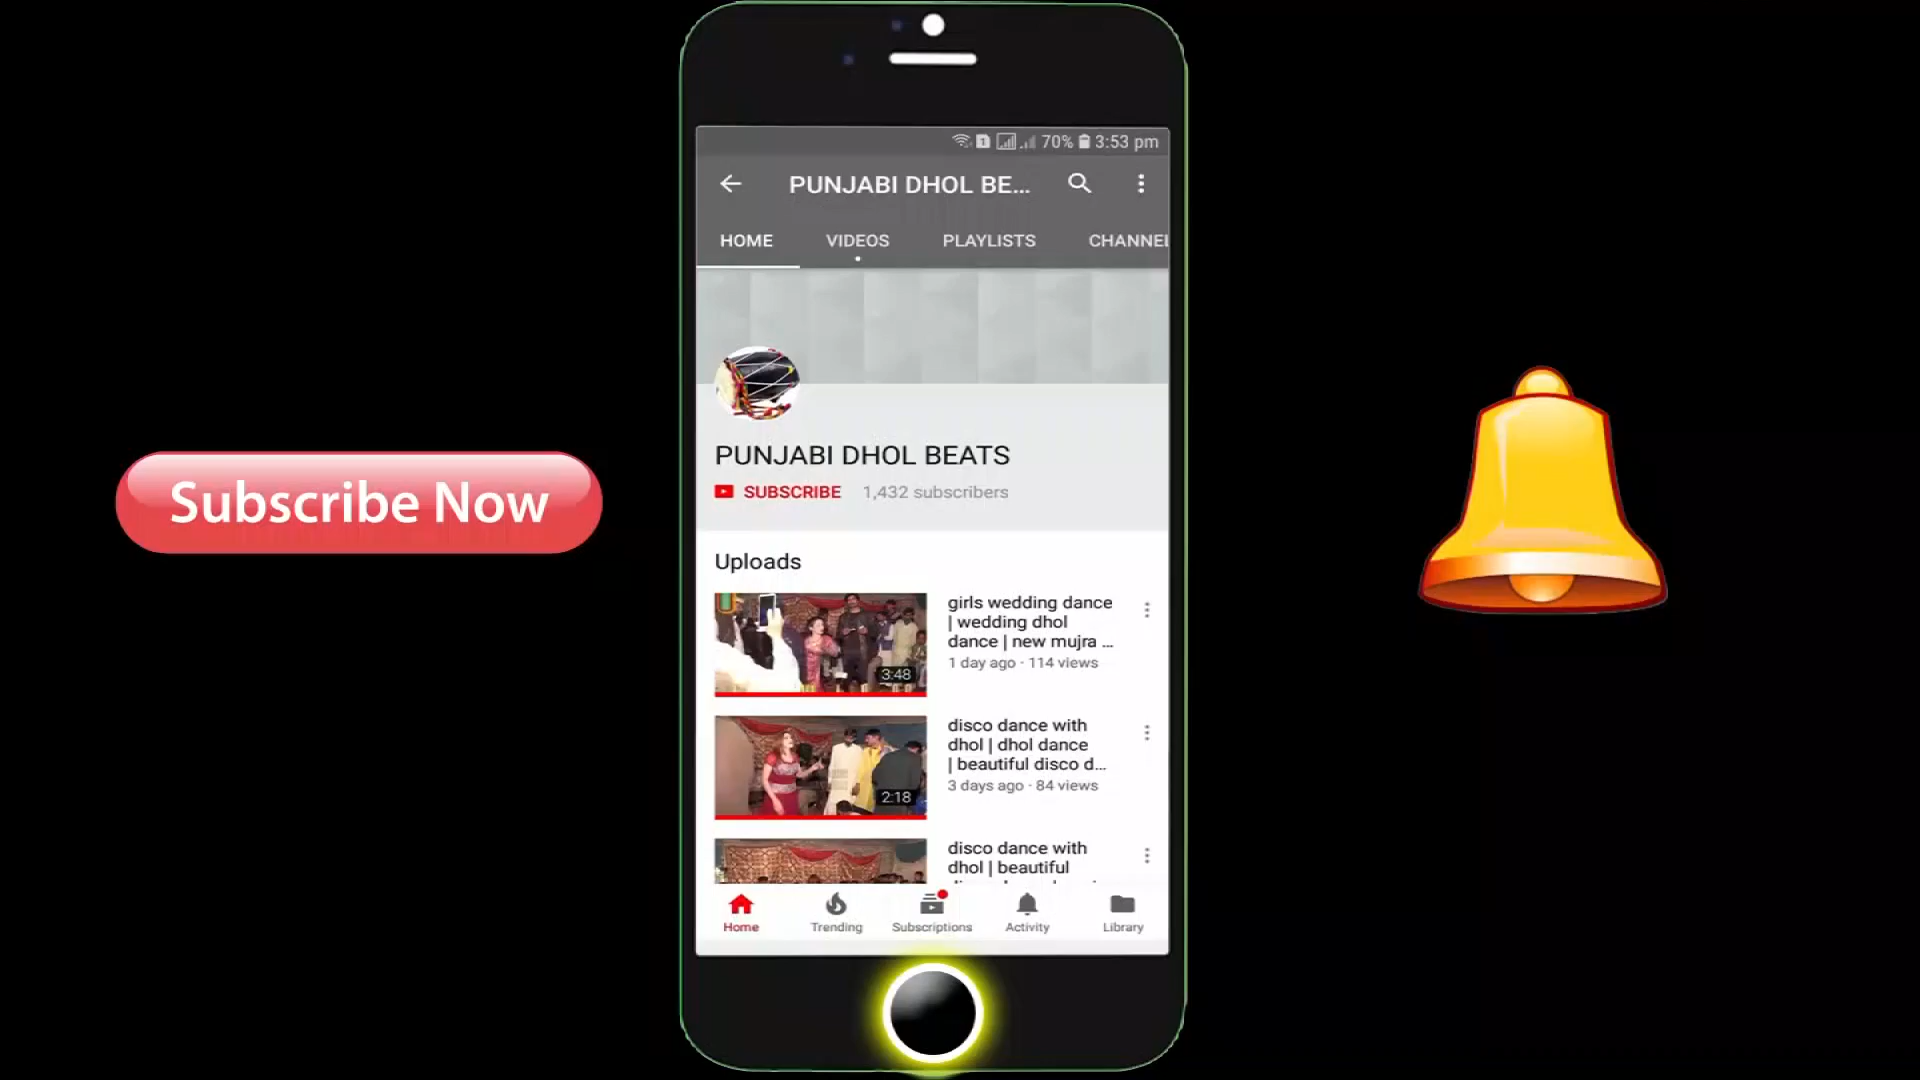 70% 3:53 pm
PUNJABI DHOL BE...
HOME VIDEOS PLAYLISTS CHANNEL
PUNJABI DHOL BEATS
SUBSCRIBE 1,432 subscribers
Subscribe Now
Uploads
girls wedding dance
| wedding dhol
dance | new mujra ...
1 day ago · 114 views
3:48
disco dance with
dhol | dhol dance
| beautiful disco d...
3 days ago · 84 views
2:18
disco dance with
dhol | beautiful
Home Trending Subscriptions Activity Library